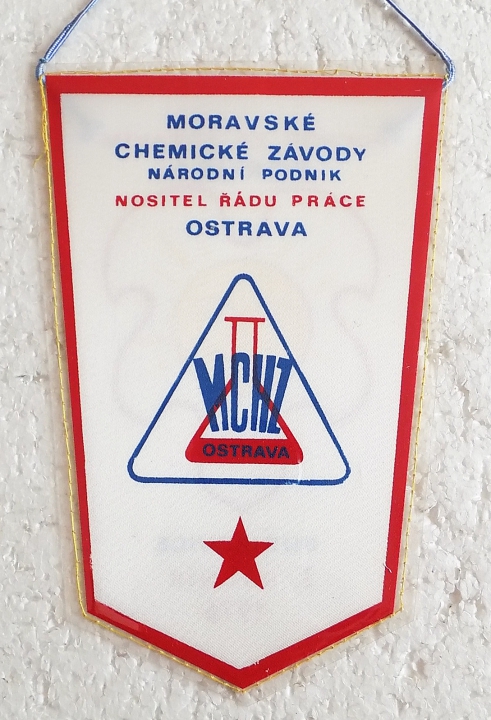 MORAVSKÉ
CHEMICKÉ ZÁVODY
NÁRODNÍ PODNIK
NOSITEL ŘÁDU PRÁCE
OSTRAVA
MCHZ
OSTRAVA